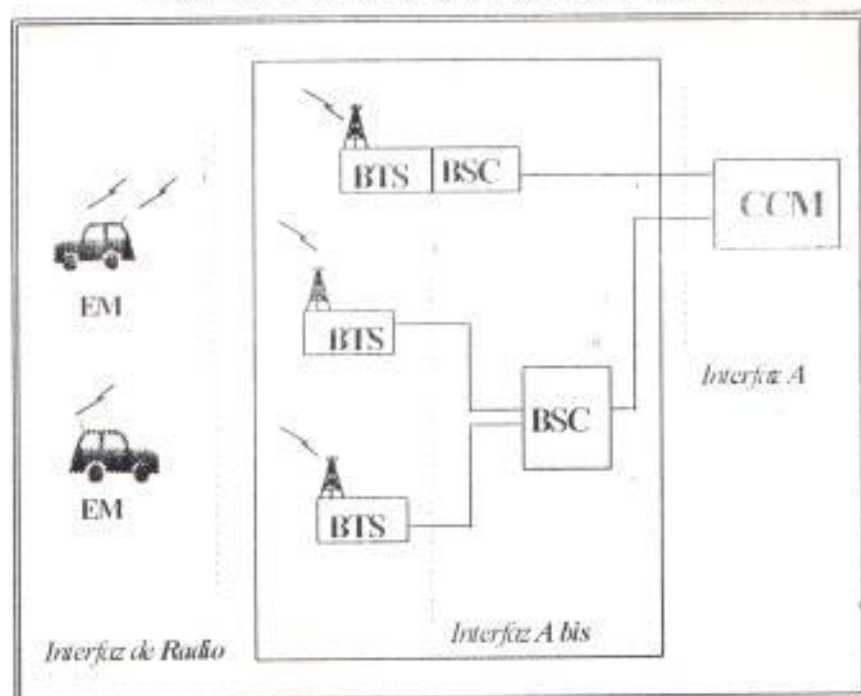 BTS BSC
CCM
EM
BTS
Interfaz A
BSC
EM
BTS
Interfaz A bis
Interfaz de Radio